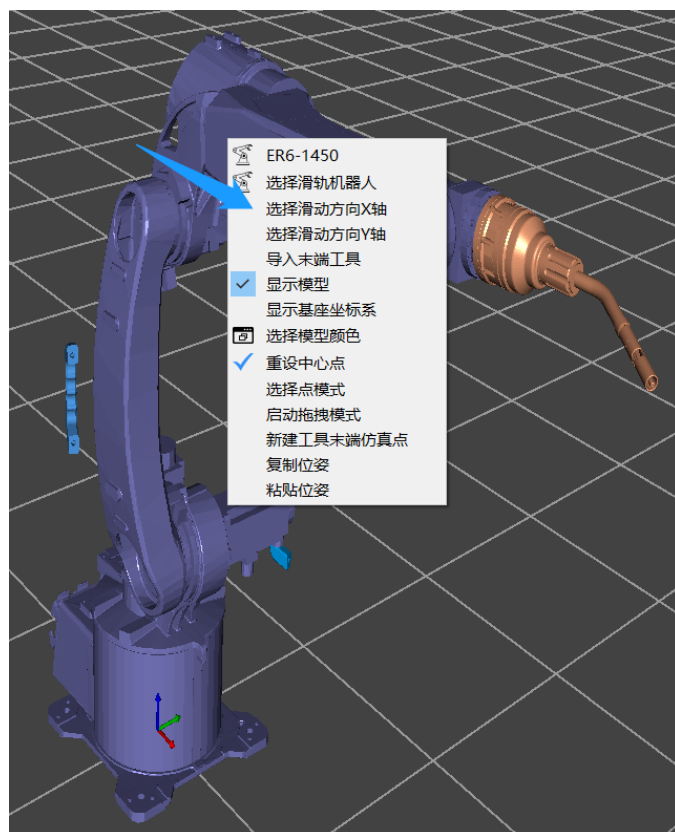 ER6-1450
选择滑轨机器人
选择滑动方向X轴
选择滑动方向Y轴
导入末端工具
显示模型
显示基座坐标系
选择模型颜色
重设中心点
选择点模式
启动拖拽模式
新建工具末端仿真点
复制位姿
粘贴位姿